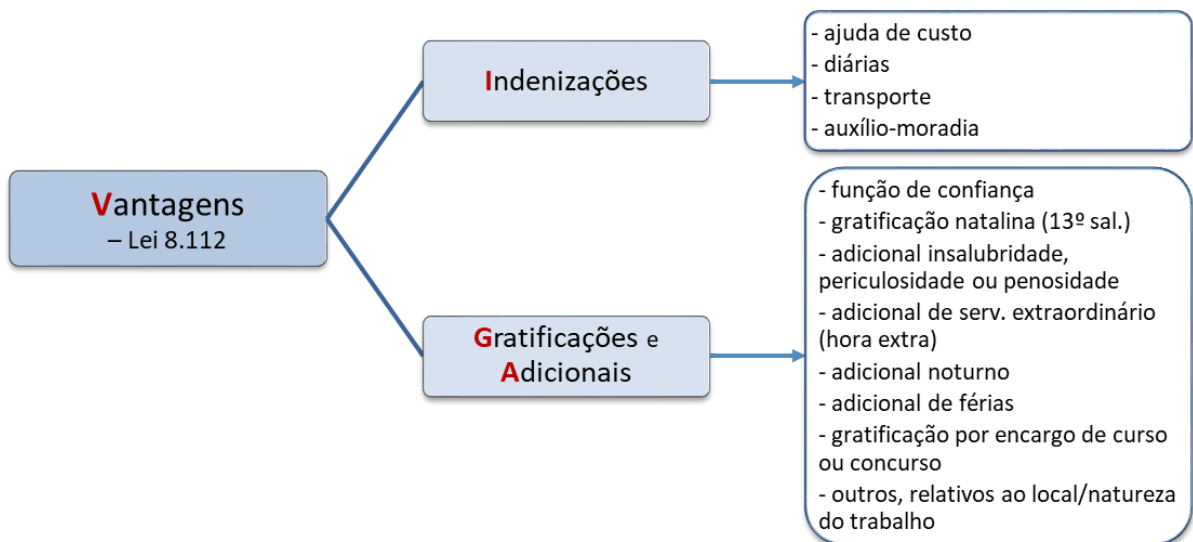 Vantagens
– Lei 8.112
Indenizações
- ajuda de custo
- diárias
- transporte
- auxílio-moradia
Gratificações e
Adicionais
- função de confiança
- gratificação natalina (13º sal.)
- adicional insalubridade,
periculosidade ou penosidade
- adicional de serv. extraordinário
(hora extra)
- adicional noturno
- adicional de férias
- gratificação por encargo de curso
ou concurso
- outros, relativos ao local/natureza
do trabalho